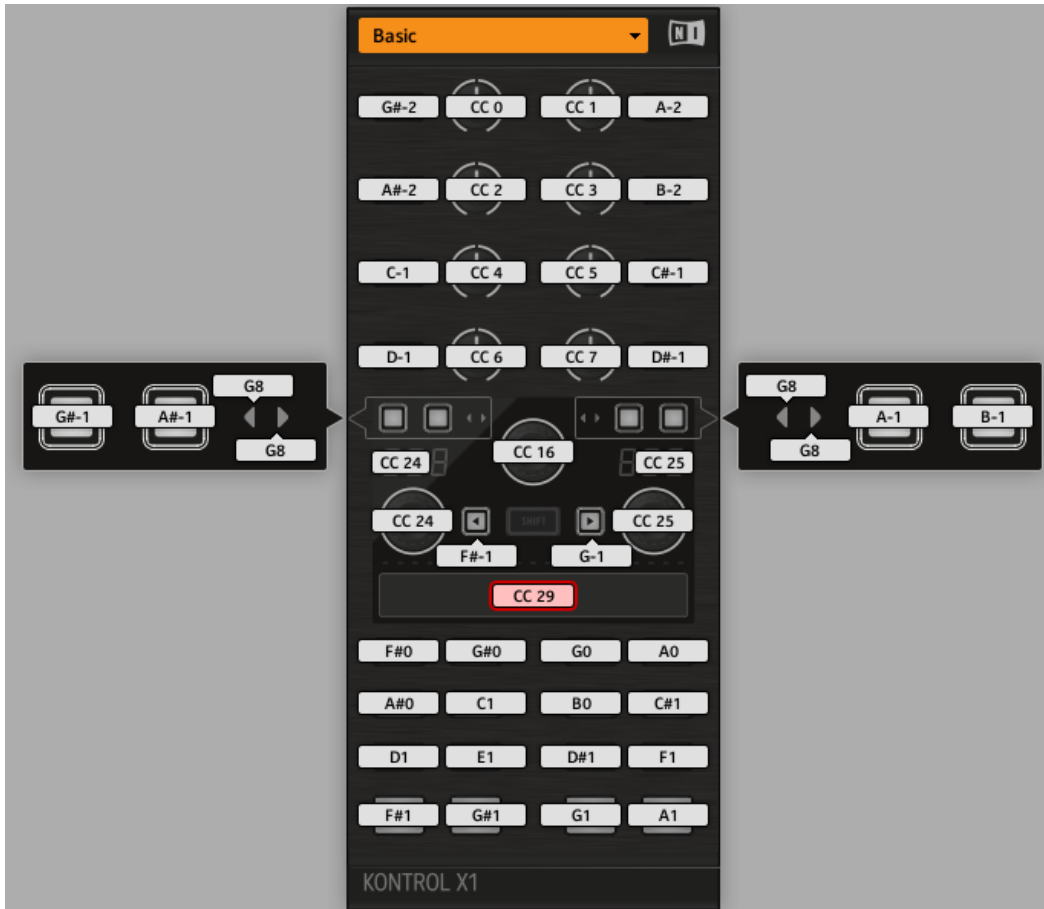 Basic NI
G#-2 CC 0 CC 1 A-2
A#-2 CC 2 CC 3 B-2
C-1 CC 4 CC 5 C#-1
D-1 CC 6 CC 7 D#-1
G8 G8
G#-1 A#-1 A-1 B-1
G8 G8
CC 24 CC 16 CC 25
CC 24 SHIFT CC 25
F#-1 G-1
CC 29
F#0 G#0 G0 A0
A#0 C1 B0 C#1
D1 E1 D#1 F1
F#1 G#1 G1 A1
KONTROL X1